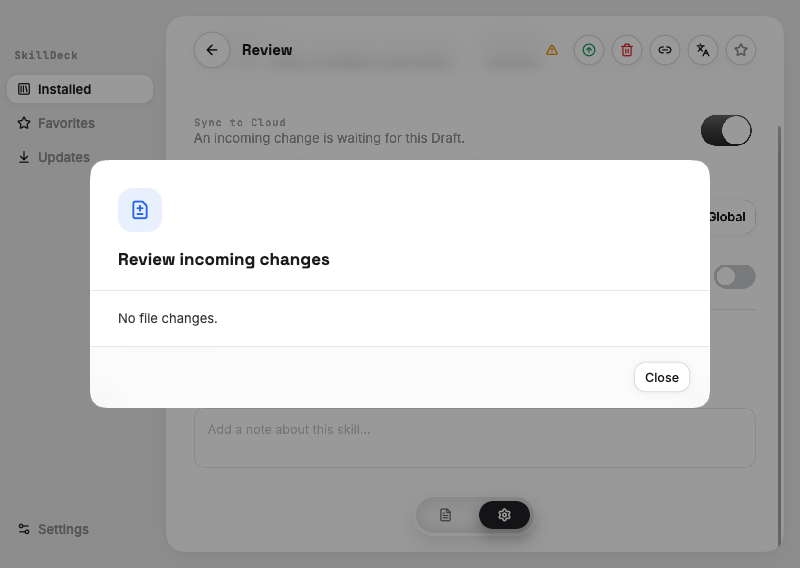 SkillDeck
Installed
Favorites
Updates
Settings
Review
Sync to Cloud
An incoming change is waiting for this Draft.
Global
Review incoming changes
No file changes.
Close
Add a note about this skill...